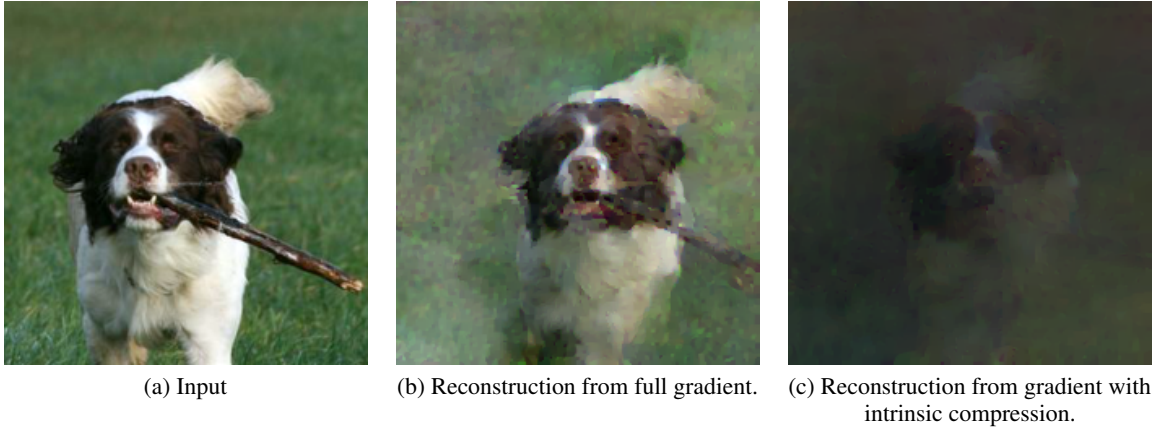 (a) Input
(b) Reconstruction from full gradient.
(c) Reconstruction from gradient with
intrinsic compression.